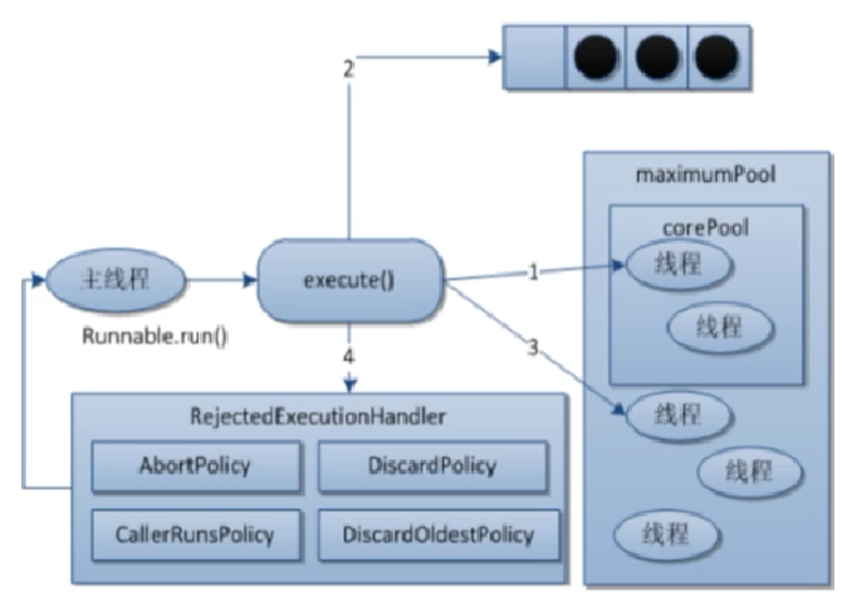 2
maximumPool
corePool
线程
线程
主线程
execute()
1
Runnable.run()
4
3
线程
线程
线程
RejectedExecutionHandler
AbortPolicy
DiscardPolicy
CallerRunsPolicy
DiscardOldestPolicy